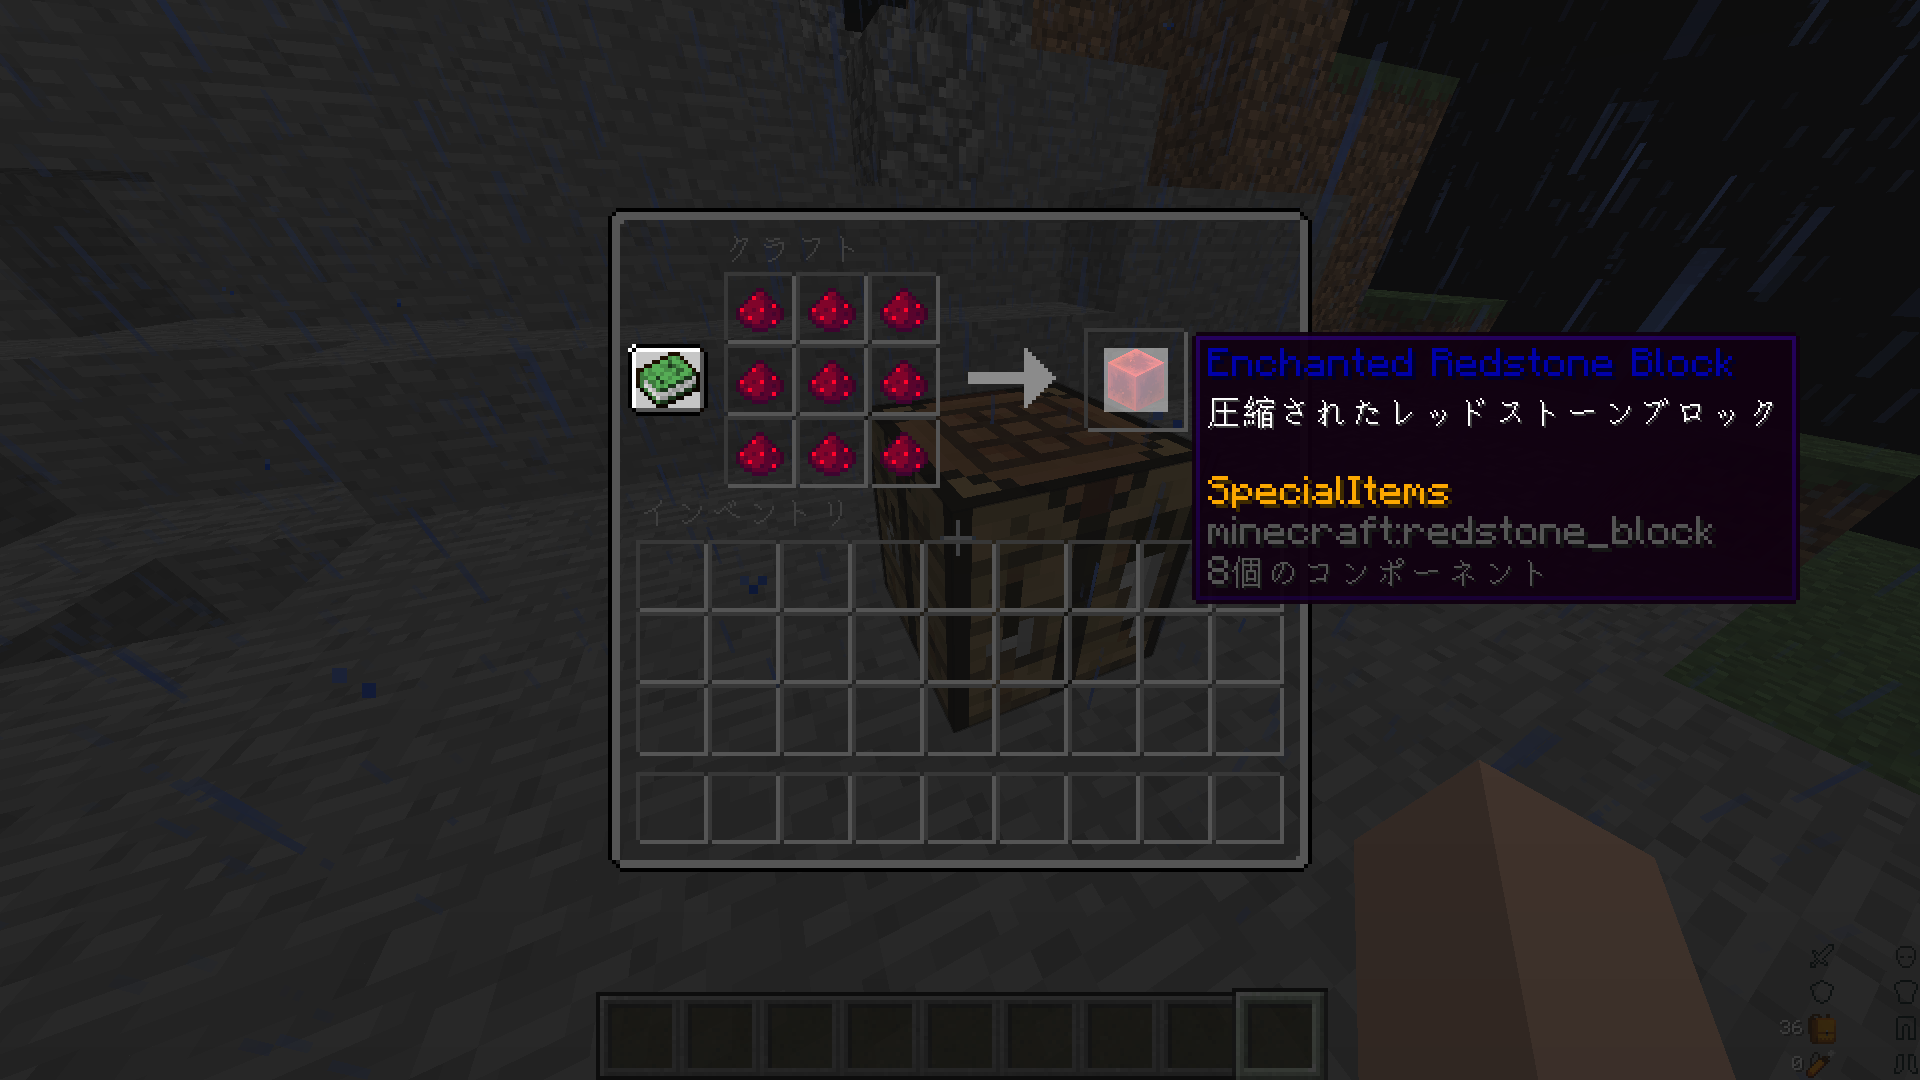 クラフト
Enchanted Redstone Block
圧縮されたレッドストーンブロック
SpecialItems
minecraft:redstone_block
8個のコンポーネント
インベントリ
36
0